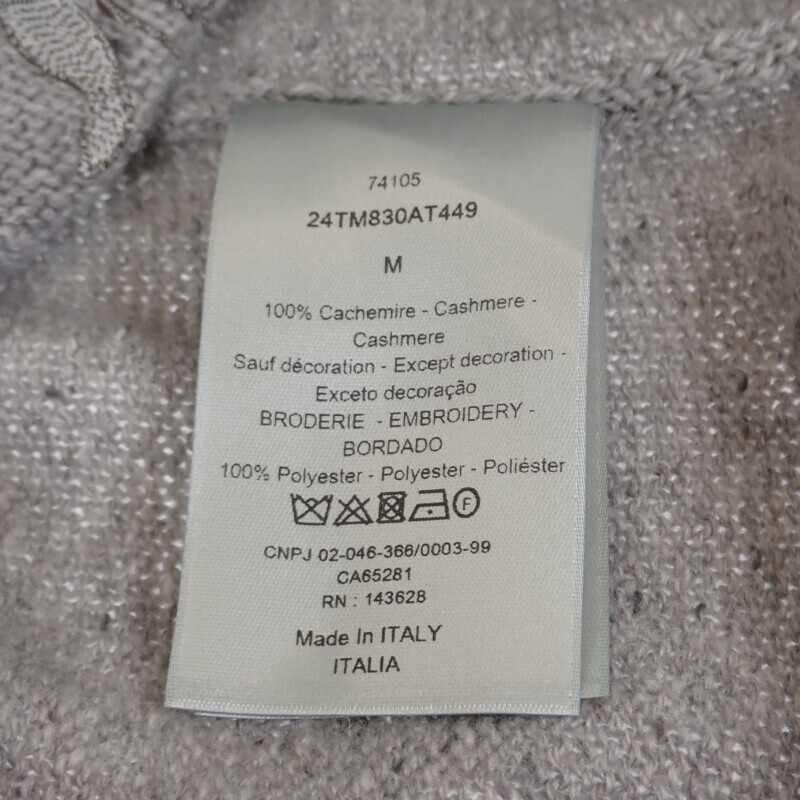 74105
24TM830AT449
M
100% Cachemire - Cashmere -
Cashmere
Sauf décoration - Except decoration -
Exceto decoração
BRODERIE - EMBROIDERY -
BORDADO
100% Polyester - Polyester - Poliéster
F
CNPJ 02-046-366/0003-99
CA65281
RN : 143628
Made In ITALY
ITALIA